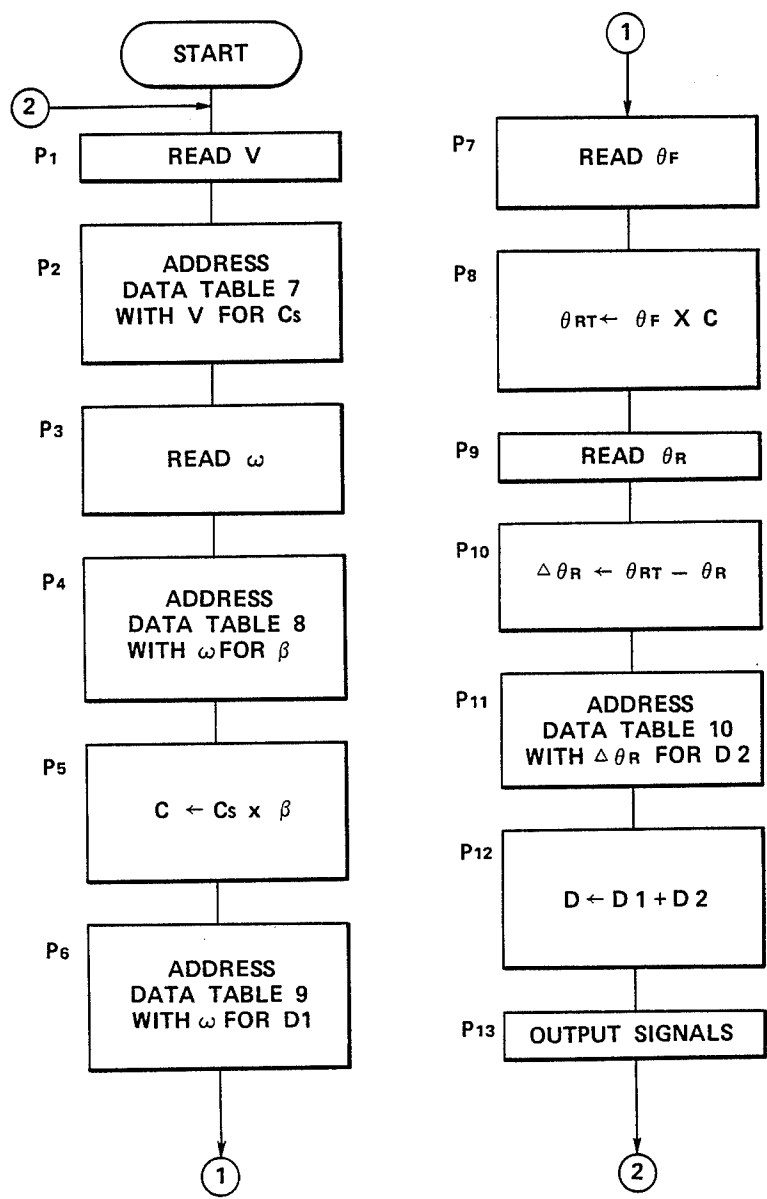 START
2
P1
READ V
P2
ADDRESS
DATA TABLE 7
WITH V FOR Cs
P3
READ ω
P4
ADDRESS
DATA TABLE 8
WITH ω FOR β
P5
C ← Cs x β
P6
ADDRESS
DATA TABLE 9
WITH ω FOR D1
1
1
P7
READ θF
P8
θRT ← θF X C
P9
READ θR
P10
△θR ← θRT − θR
P11
ADDRESS
DATA TABLE 10
WITH △θR FOR D2
P12
D ← D1+D2
P13
OUTPUT SIGNALS
2